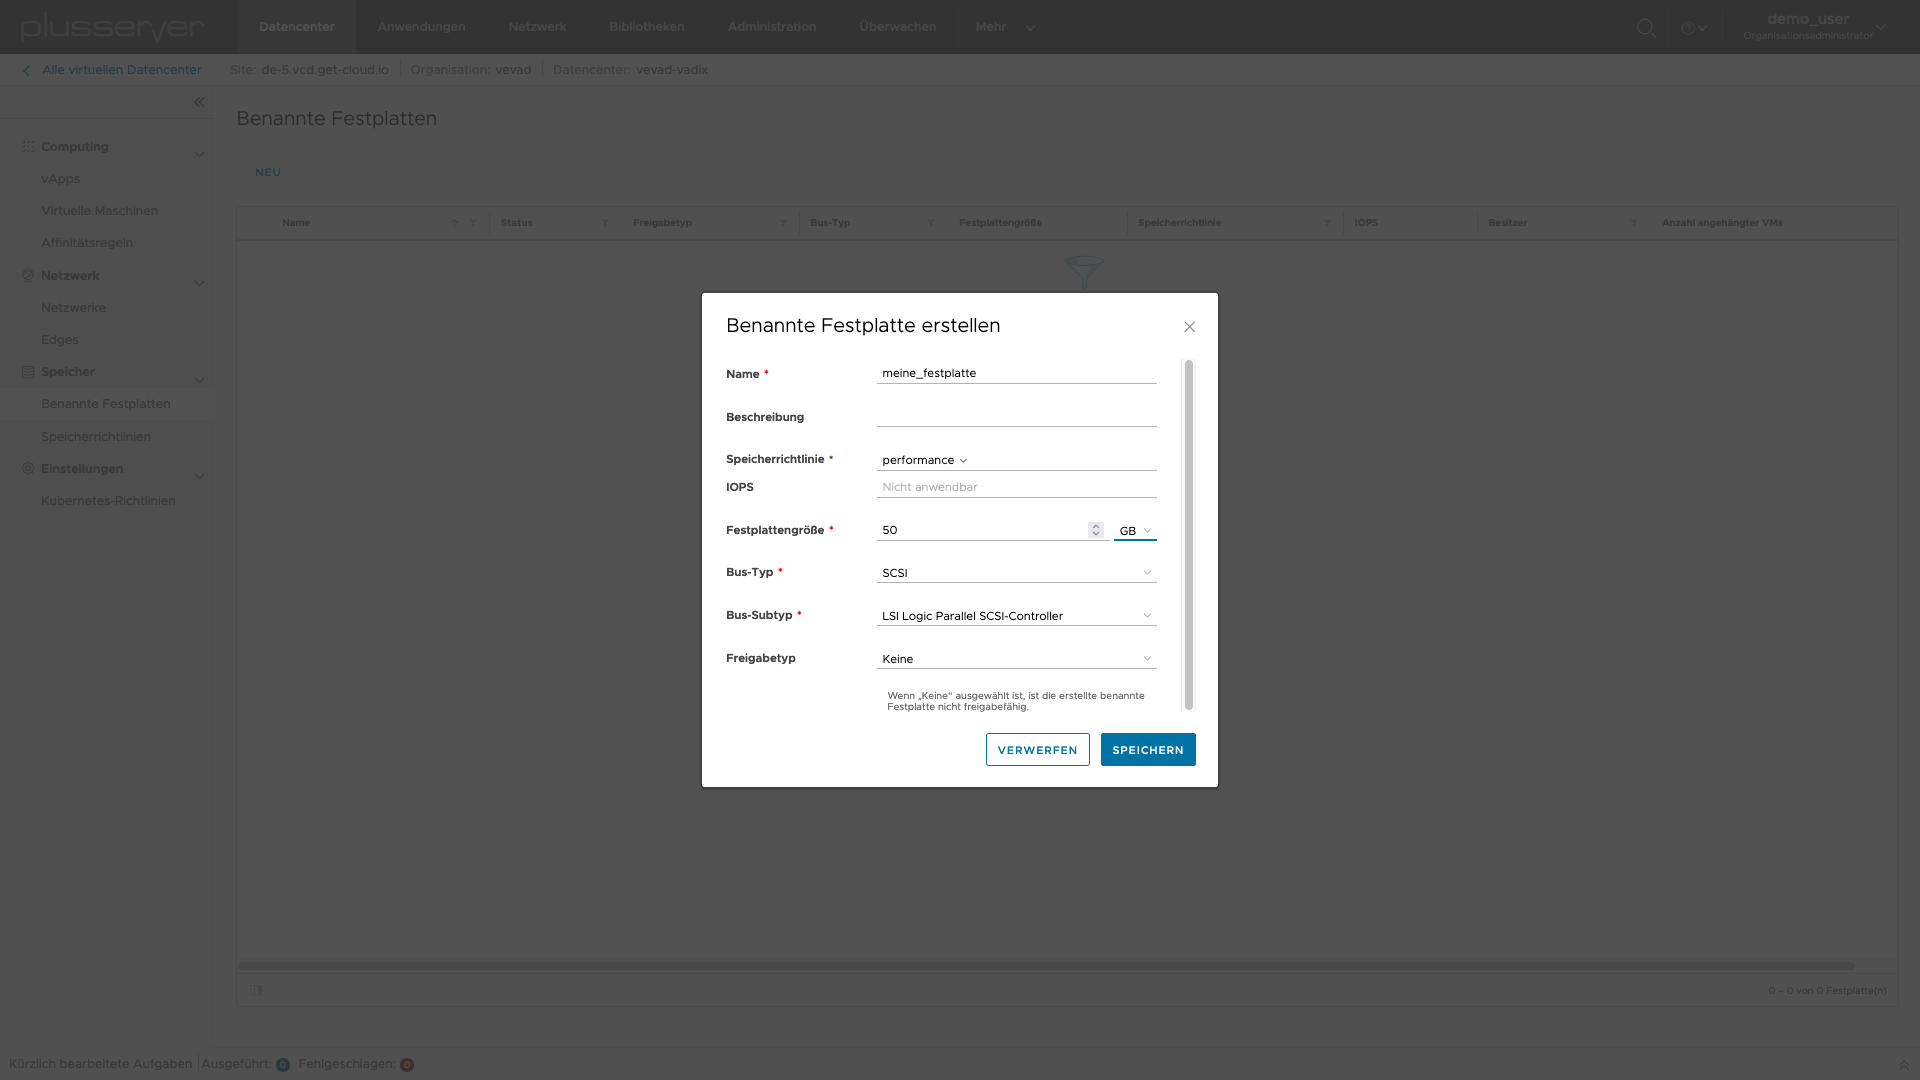 plusserver
Datencenter Anwendungen Netzwerk Bibliotheken Administration Überwachen Mehr
demo_user
Organisationsadministrator
Alle virtuellen Datencenter Site: de-5.vcd.get-cloud.io Organisation: vevad Datencenter: vevad-vadix
Benannte Festplatten
Computing
vApps
Virtuelle Maschinen
Affinitätsregeln
Netzwerk
Netzwerke
Edges
Speicher
Benannte Festplatten
Speicherrichtlinien
Einstellungen
Kubernetes-Richtlinien
NEU
Name Status Freigabetyp Bus-Typ Festplattengröße Speicherrichtlinie IOPS Besitzer Anzahl angehängter VMs
Benannte Festplatte erstellen
Name * meine_festplatte
Beschreibung
Speicherrichtlinie * performance
IOPS Nicht anwendbar
Festplattengröße * 50 GB
Bus-Typ * SCSI
Bus-Subtyp * LSI Logic Parallel SCSI-Controller
Freigabetyp Keine
Wenn „Keine“ ausgewählt ist, ist die erstellte benannte
Festplatte nicht freigabefähig.
VERWERFEN SPEICHERN
0 – 0 von 0 Festplatte(n)
Kürzlich bearbeitete Aufgaben Ausgeführt: 0 Fehlgeschlagen: 0